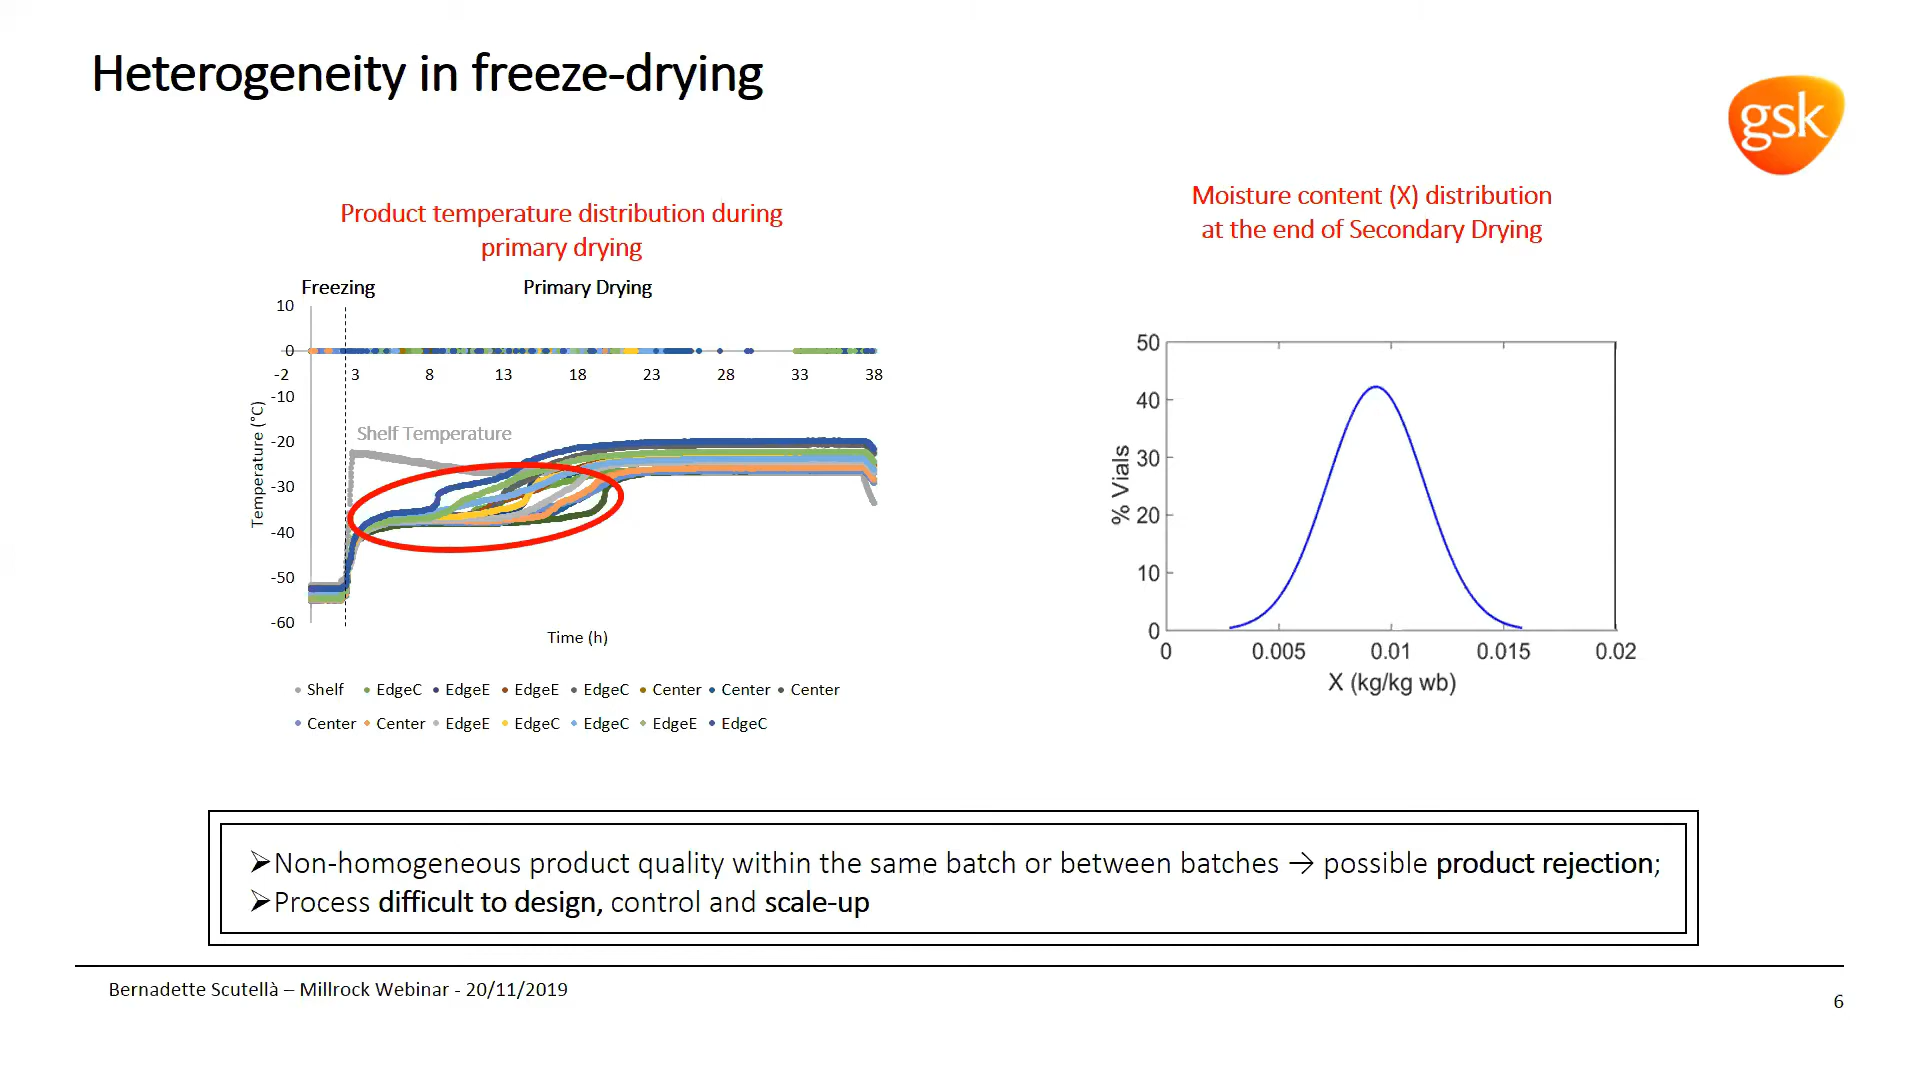 Heterogeneity in freeze-drying
gsk
Product temperature distribution during
primary drying
Freezing
Primary Drying
10
0
-2
3
8
13
18
23
28
33
38
-10
-20
-30
-40
-50
-60
Temperature (°C)
Shelf Temperature
Time (h)
Shelf EdgeC EdgeE EdgeE EdgeC Center Center Center
Center Center EdgeE EdgeC EdgeC EdgeE EdgeC
Moisture content (X) distribution
at the end of Secondary Drying
50
40
30
20
10
0
% Vials
0 0.005 0.01 0.015 0.02
X (kg/kg wb)
➢Non-homogeneous product quality within the same batch or between batches → possible product rejection;
➢Process difficult to design, control and scale-up
Bernadette Scutellà – Millrock Webinar - 20/11/2019
6